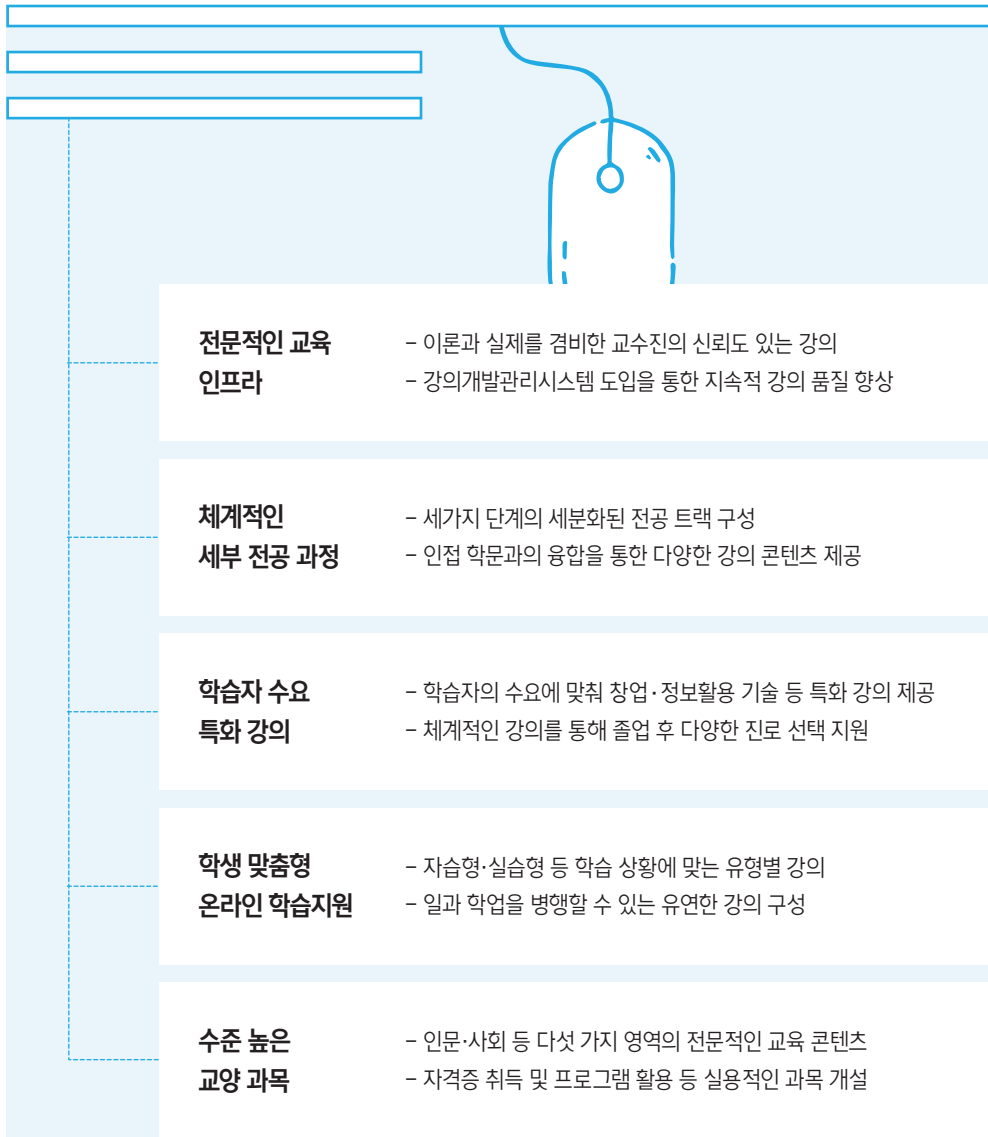 전문적인 교육
인프라
– 이론과 실제를 겸비한 교수진의 신뢰도 있는 강의
– 강의개발관리시스템 도입을 통한 지속적 강의 품질 향상
체계적인
세부 전공 과정
– 세가지 단계의 세분화된 전공 트랙 구성
– 인접 학문과의 융합을 통한 다양한 강의 콘텐츠 제공
학습자 수요
특화 강의
– 학습자의 수요에 맞춰 창업·정보활용 기술 등 특화 강의 제공
– 체계적인 강의를 통해 졸업 후 다양한 진로 선택 지원
학생 맞춤형
온라인 학습지원
– 자습형·실습형 등 학습 상황에 맞는 유형별 강의
– 일과 학업을 병행할 수 있는 유연한 강의 구성
수준 높은
교양 과목
– 인문·사회 등 다섯 가지 영역의 전문적인 교육 콘텐츠
– 자격증 취득 및 프로그램 활용 등 실용적인 과목 개설